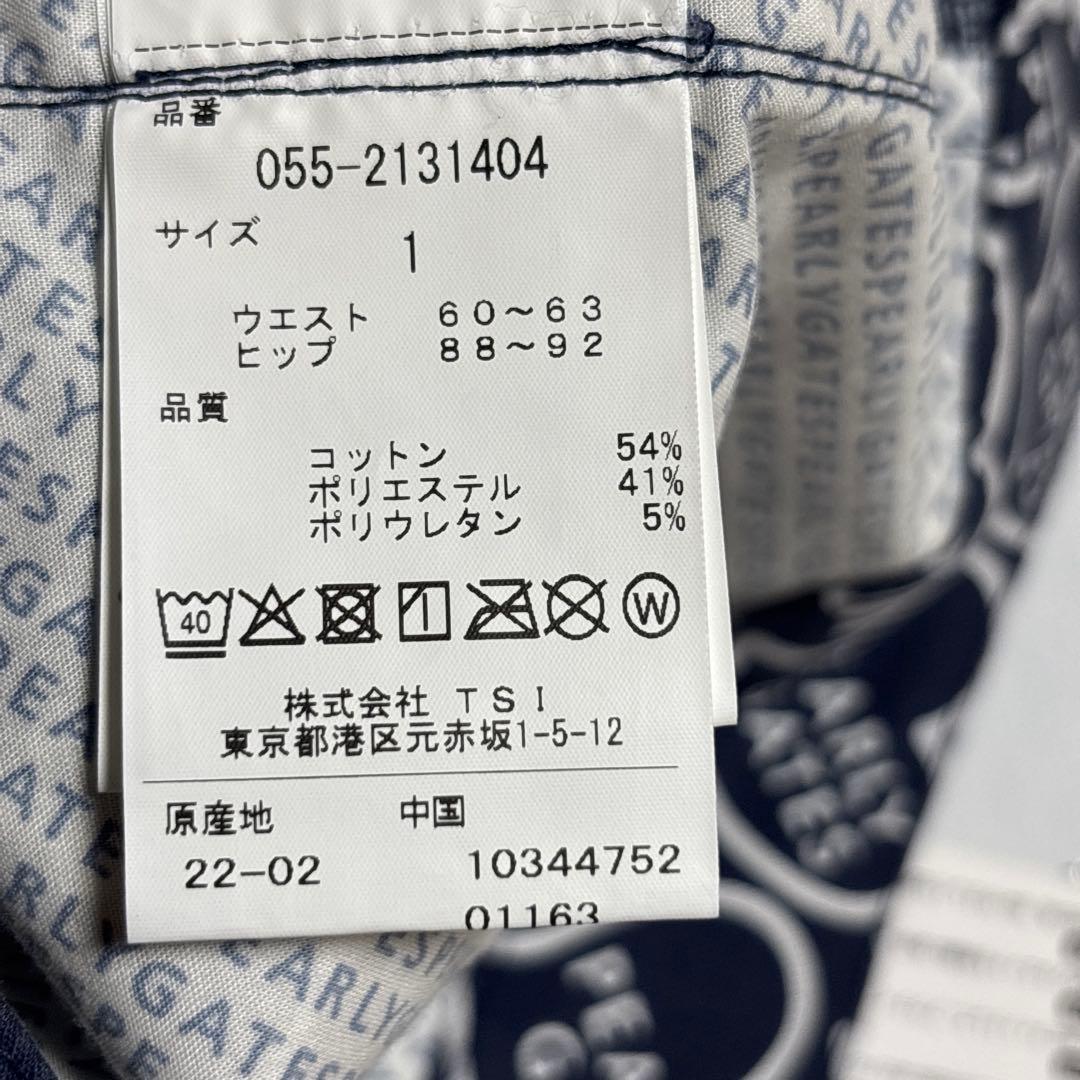 品番
055-2131404
サイズ
1
ウエスト 60〜63
ヒップ 88〜92
品質
コットン 54%
ポリエステル 41%
ポリウレタン 5%
40
W
株式会社 TSI
東京都港区元赤坂1-5-12
原産地 中国
22-02 10344752
01163
GATESPEARLYGATES
PEARLYGATES